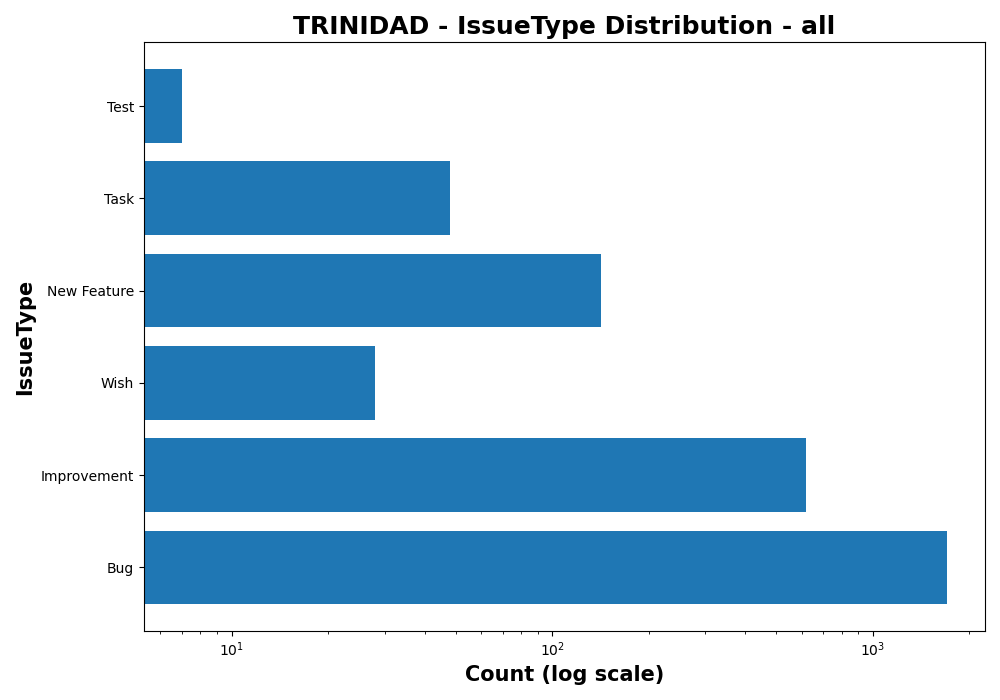 TRINIDAD - IssueType Distribution - all
IssueType
Test
Task
New Feature
Wish
Improvement
Bug
10¹ 10² 10³
Count (log scale)